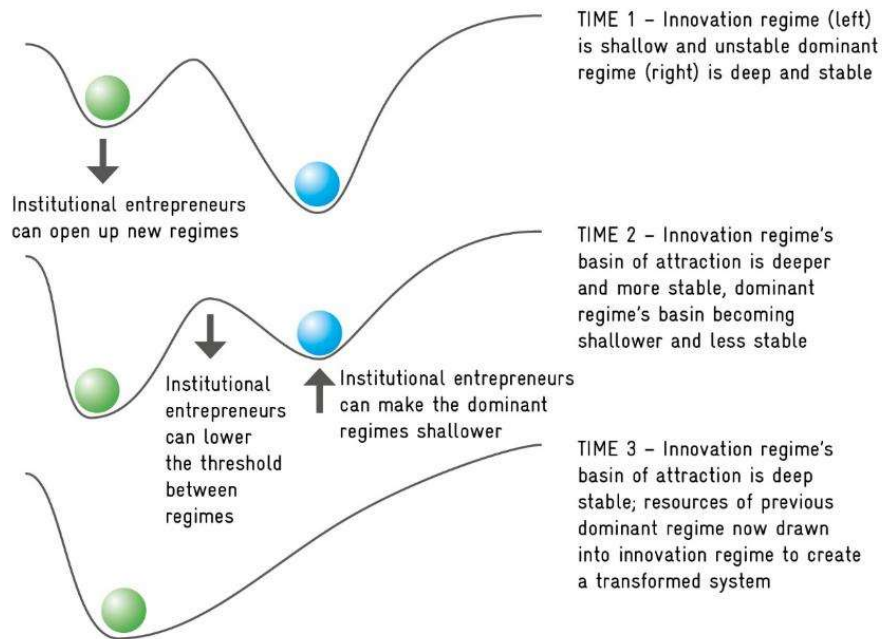 TIME 1 – Innovation regime (left)
is shallow and unstable dominant
regime (right) is deep and stable
Institutional entrepreneurs
can open up new regimes
TIME 2 – Innovation regime's
basin of attraction is deeper
and more stable, dominant
regime's basin becoming
shallower and less stable
Institutional
entrepreneurs
can lower
the threshold
between
regimes
Institutional entrepreneurs
can make the dominant
regimes shallower
TIME 3 – Innovation regime's
basin of attraction is deep
stable; resources of previous
dominant regime now drawn
into innovation regime to create
a transformed system